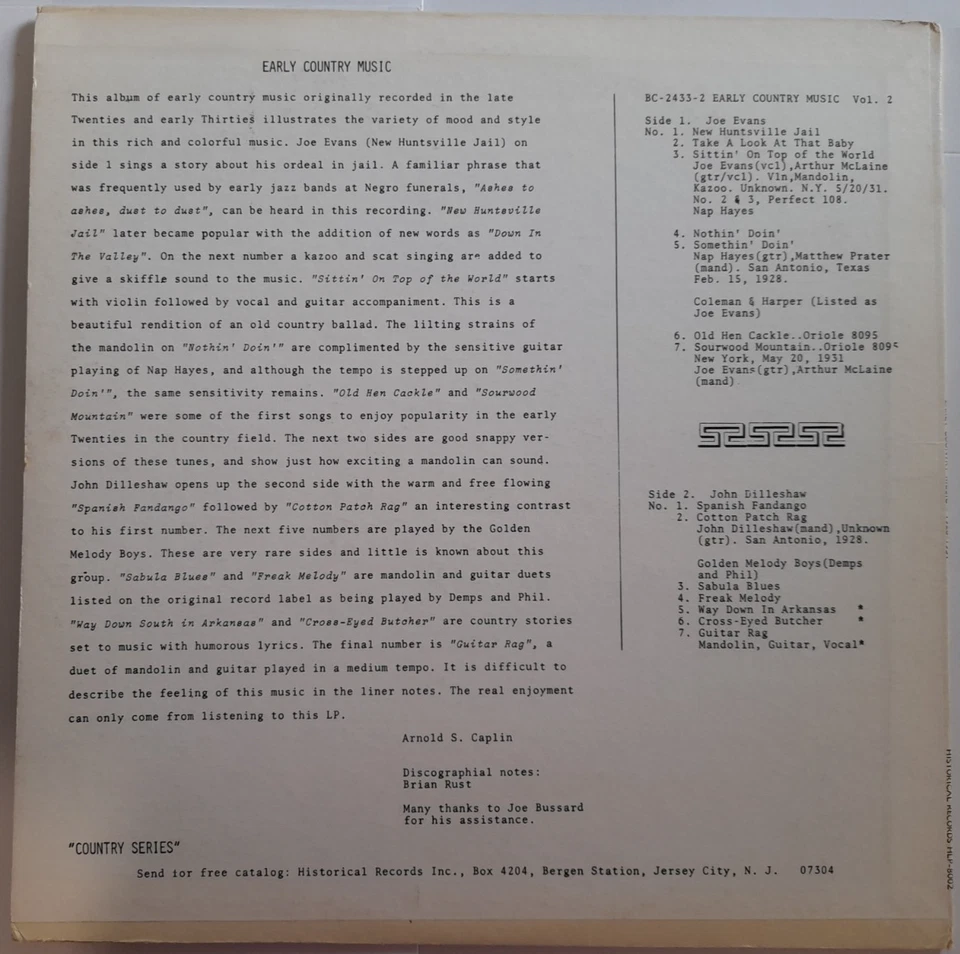 EARLY COUNTRY MUSIC
This album of early country music originally recorded in the late
Twenties and early Thirties illustrates the variety of mood and style
in this rich and colorful music. Joe Evans (New Huntsville Jail) on
side 1 sings a story about his ordeal in jail. A familiar phrase that
was frequently used by early jazz bands at Negro funerals, "Ashes to
ashes, dust to dust", can be heard in this recording. "New Huntsville
Jail" later became popular with the addition of new words as "Down In
The Valley". On the next number a kazoo and scat singing are added to
give a skiffle sound to the music. "Sittin' On Top of the World" starts
with violin followed by vocal and guitar accompaniment. This is a
beautiful rendition of an old country ballad. The lilting strains of
the mandolin on "Nothin' Doin'" are complimented by the sensitive guitar
playing of Nap Hayes, and although the tempo is stepped up on "Somethin'
Doin'", the same sensitivity remains. "Old Hen Cackle" and "Sourwood
Mountain" were some of the first songs to enjoy popularity in the early
Twenties in the country field. The next two sides are good snappy ver-
sions of these tunes, and show just how exciting a mandolin can sound.
John Dilleshaw opens up the second side with the warm and free flowing
"Spanish Fandango" followed by "Cotton Patch Rag" an interesting contrast
to his first number. The next five numbers are played by the Golden
Melody Boys. These are very rare sides and little is known about this
group. "Sabula Blues" and "Freak Melody" are mandolin and guitar duets
listed on the original record label as being played by Demps and Phil.
"Way Down South in Arkansas" and "Cross-Eyed Butcher" are country stories
set to music with humorous lyrics. The final number is "Guitar Rag", a
duet of mandolin and guitar played in a medium tempo. It is difficult to
describe the feeling of this music in the liner notes. The real enjoyment
can only come from listening to this LP.
Arnold S. Caplin
Discographial notes:
Brian Rust
Many thanks to Joe Bussard
for his assistance.
BC-2433-2 EARLY COUNTRY MUSIC Vol. 2
Side 1. Joe Evans
No. 1. New Huntsville Jail
2. Take A Look At That Baby
3. Sittin' On Top of the World
Joe Evans(vcl),Arthur McLaine
(gtr/vcl). Vln,Mandolin,
Kazoo. Unknown. N.Y. 5/20/31.
No. 2 & 3, Perfect 108.
Nap Hayes
4. Nothin' Doin'
5. Somethin' Doin'
Nap Hayes(gtr),Matthew Prater
(mand). San Antonio, Texas
Feb. 15, 1928.
Coleman & Harper (Listed as
Joe Evans)
6. Old Hen Cackle..Oriole 8095
7. Sourwood Mountain..Oriole 8095
New York, May 20, 1931
Joe Evans(gtr),Arthur McLaine
(mand)
Side 2. John Dilleshaw
No. 1. Spanish Fandango
2. Cotton Patch Rag
John Dilleshaw(mand),Unknown
(gtr). San Antonio, 1928.
Golden Melody Boys(Demps
and Phil)
3. Sabula Blues
4. Freak Melody
5. Way Down In Arkansas *
6. Cross-Eyed Butcher *
7. Guitar Rag
Mandolin, Guitar, Vocal*
"COUNTRY SERIES"
Send for free catalog: Historical Records Inc., Box 4204, Bergen Station, Jersey City, N. J. 07304
HISTORICAL RECORDS HLP-8002